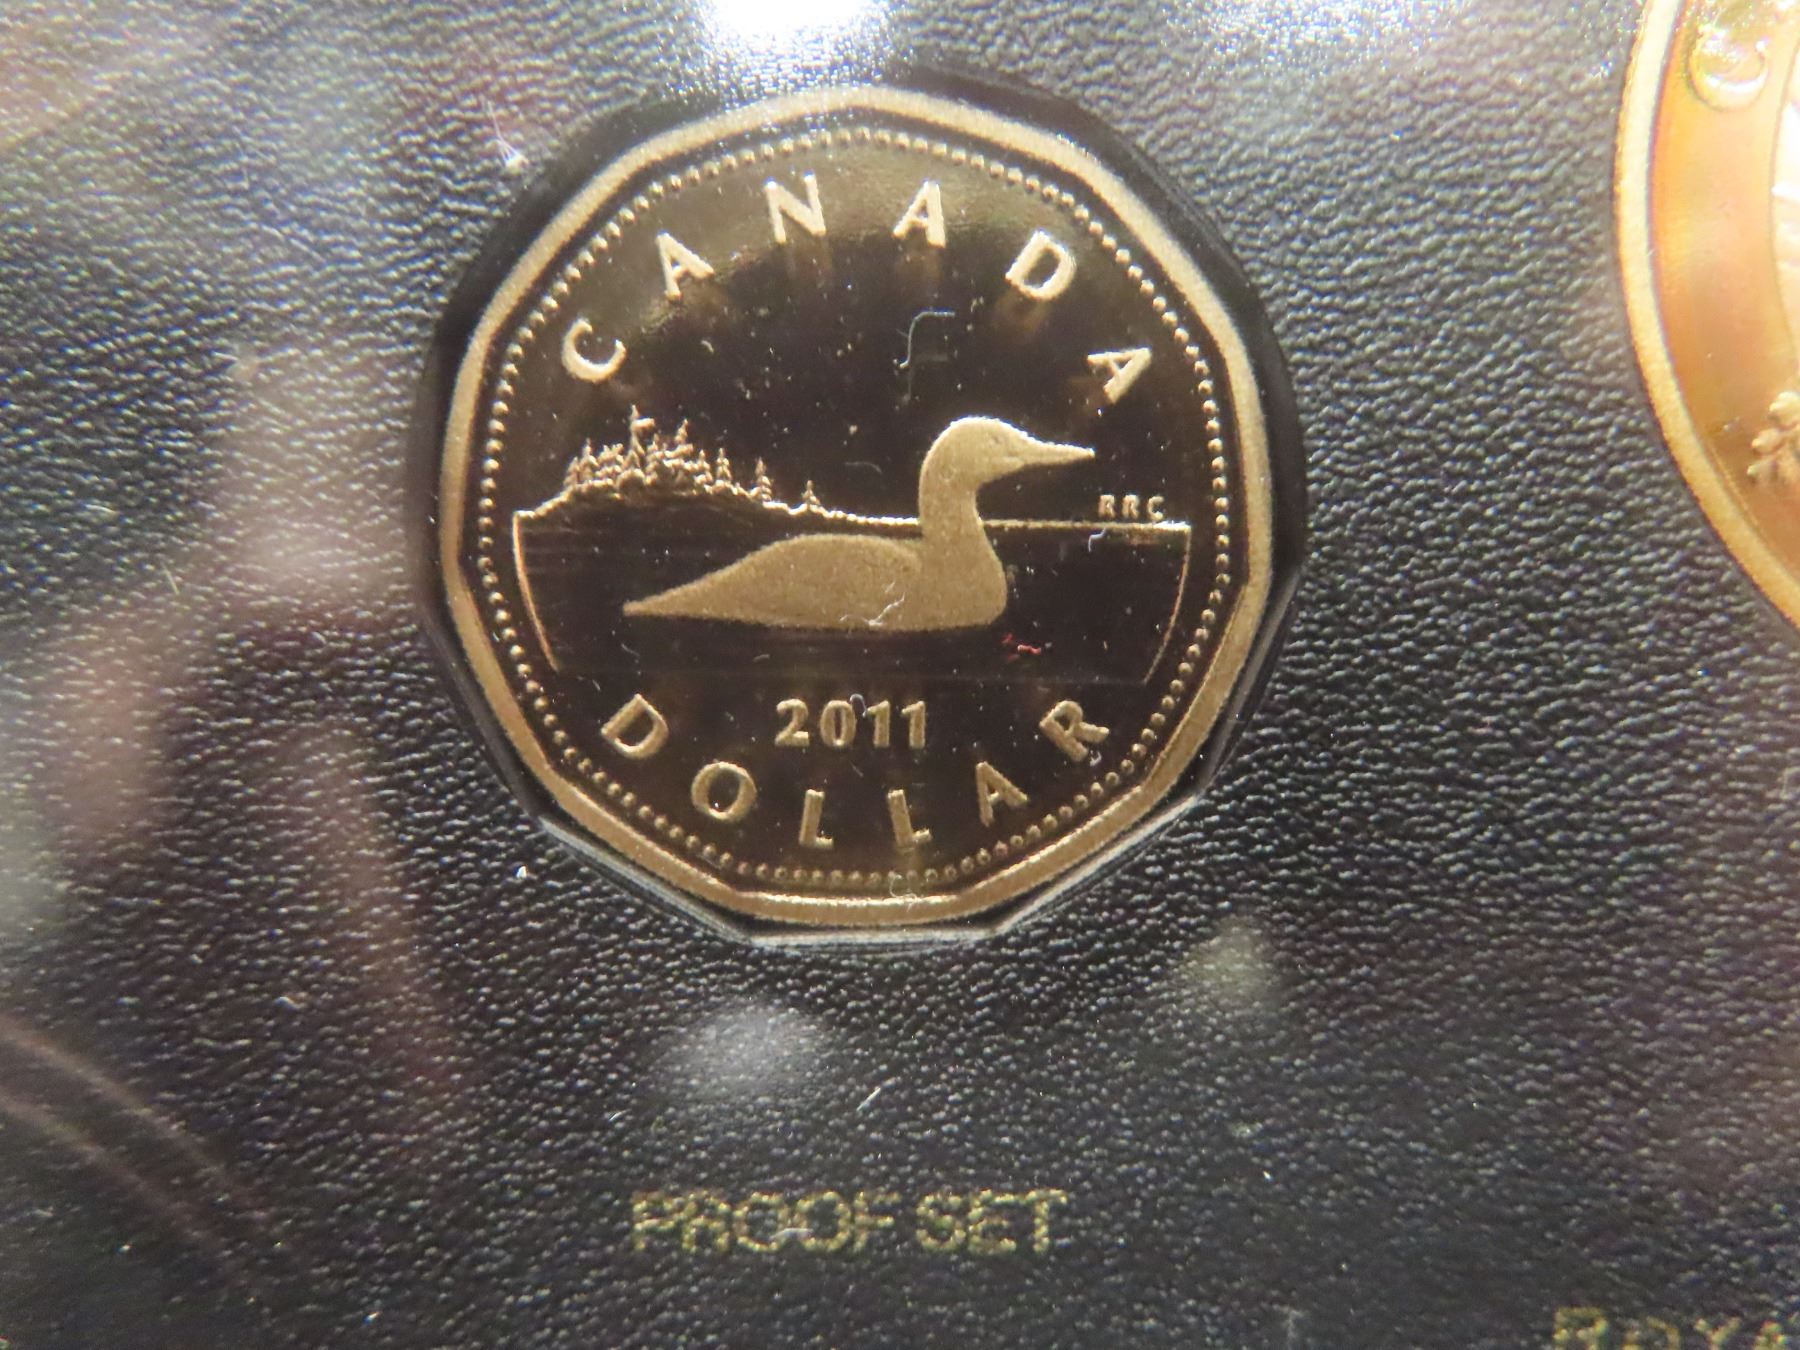 CANADA
RRC
2011
DOLLAR
PROOF SET